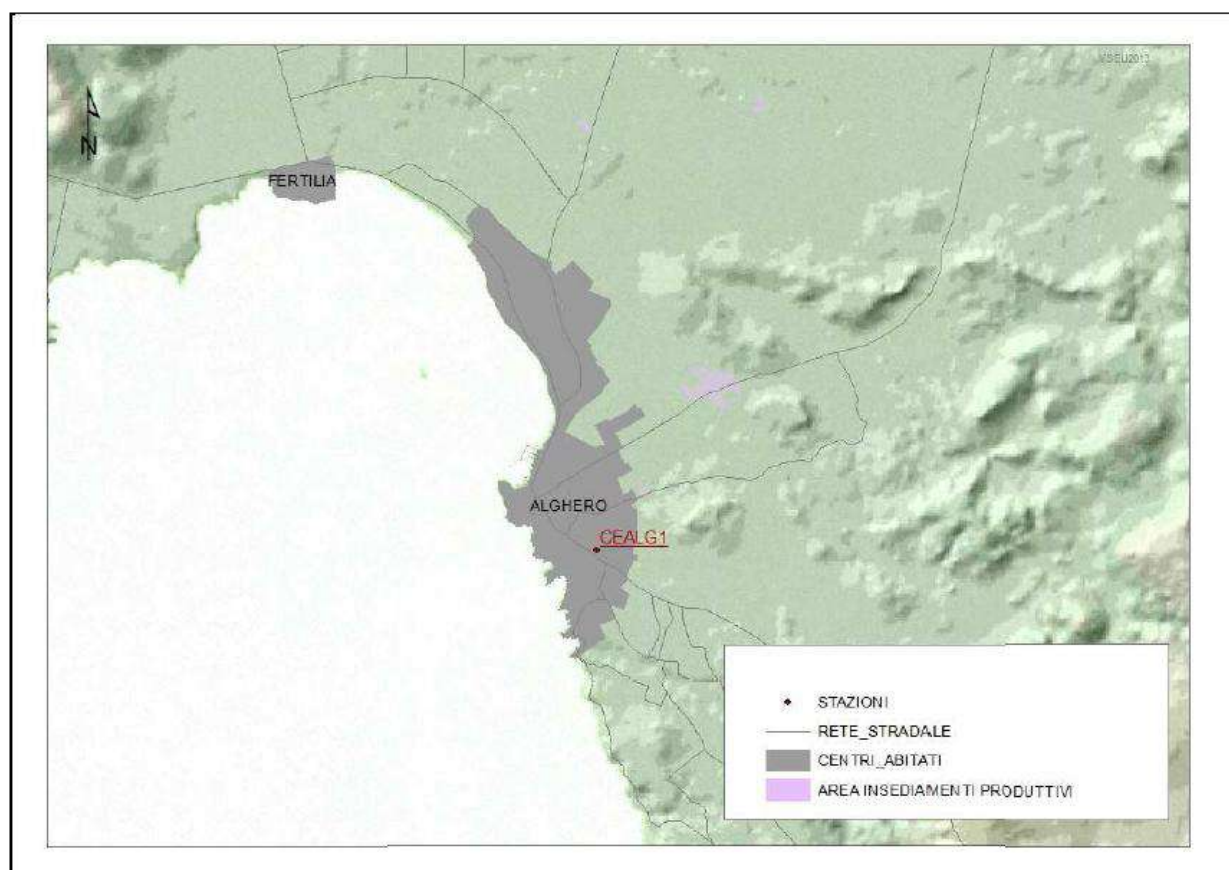 N
FERTILIA
ALGHERO
CEALG1
STAZIONI
RETE_STRADALE
CENTRI_ABITATI
AREA INSEDIAMENTI PRODUTTIVI